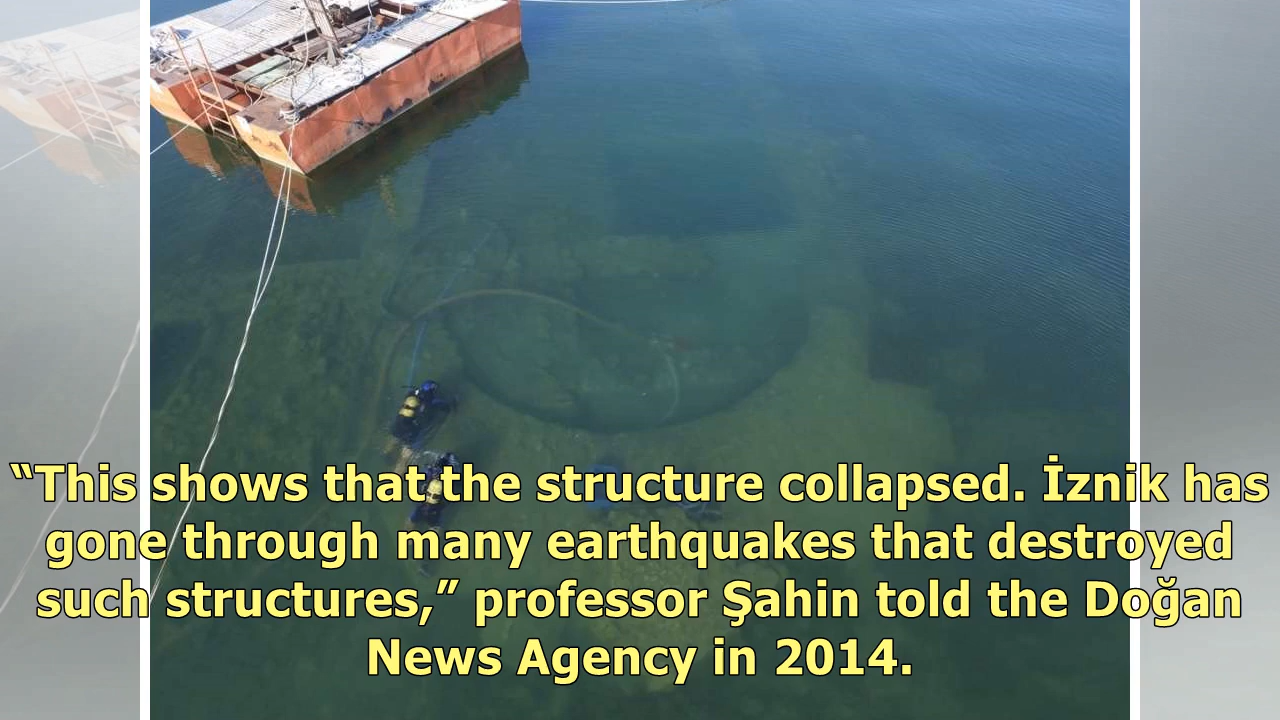 “This shows that the structure collapsed. İznik has
gone through many earthquakes that destroyed
such structures,” professor Şahin told the Doğan
News Agency in 2014.